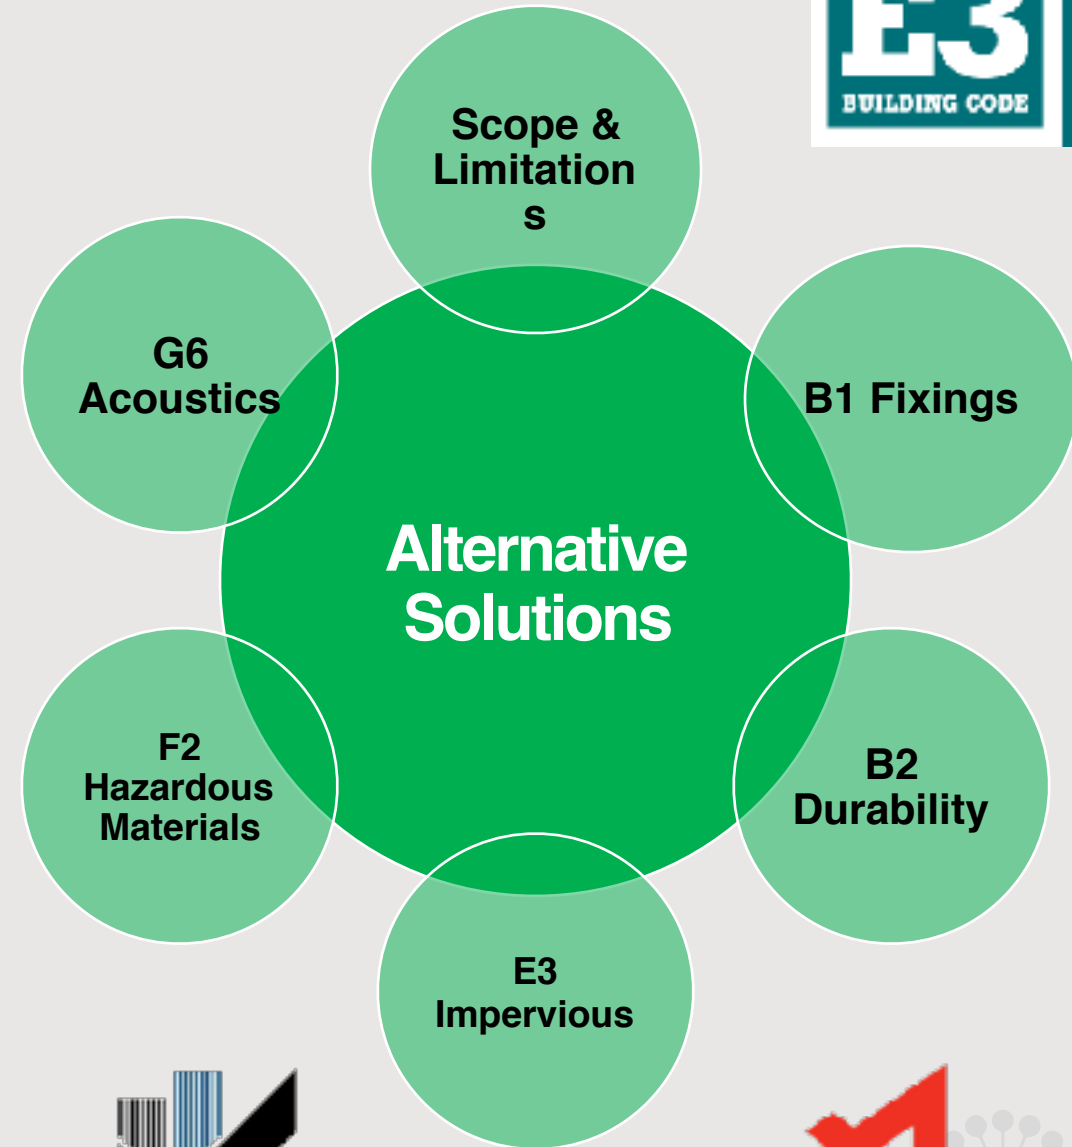 E3
BUILDING CODE
Scope &
Limitation
s
G6
Acoustics
B1 Fixings
Alternative
Solutions
F2
Hazardous
Materials
B2
Durability
E3
Impervious